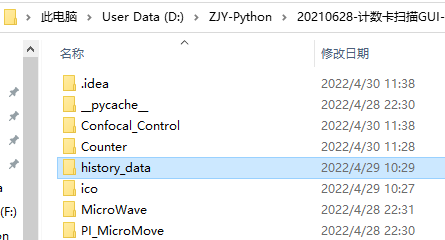 此电脑 > User Data (D:) > ZJY-Python > 20210628-计数卡扫描GUI-
名称 修改日期
.idea 2022/4/30 11:38
__pycache__ 2022/4/28 22:30
Confocal_Control 2022/4/30 11:38
Counter 2022/4/30 11:28
history_data 2022/4/29 10:29
ico 2022/4/29 10:27
MicroWave 2022/4/28 22:31
(F:)
PI_MicroMove 2022/4/28 22:30